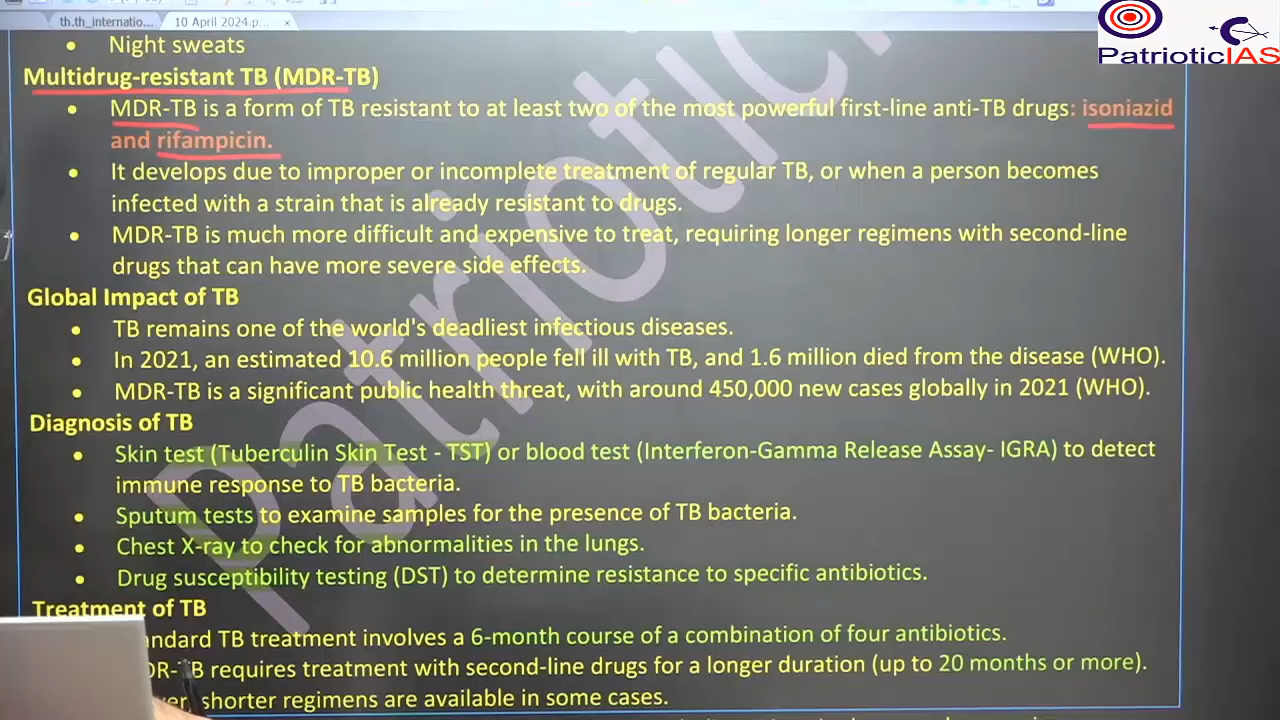 th.th_internatio...
10 April 2024.p...
PatrioticIAS
Night sweats
Multidrug-resistant TB (MDR-TB)
MDR-TB is a form of TB resistant to at least two of the most powerful first-line anti-TB drugs: isoniazid
and rifampicin.
It develops due to improper or incomplete treatment of regular TB, or when a person becomes
infected with a strain that is already resistant to drugs.
MDR-TB is much more difficult and expensive to treat, requiring longer regimens with second-line
drugs that can have more severe side effects.
Global Impact of TB
TB remains one of the world's deadliest infectious diseases.
In 2021, an estimated 10.6 million people fell ill with TB, and 1.6 million died from the disease (WHO).
MDR-TB is a significant public health threat, with around 450,000 new cases globally in 2021 (WHO).
Diagnosis of TB
Skin test (Tuberculin Skin Test - TST) or blood test (Interferon-Gamma Release Assay- IGRA) to detect
immune response to TB bacteria.
Sputum tests to examine samples for the presence of TB bacteria.
Chest X-ray to check for abnormalities in the lungs.
Drug susceptibility testing (DST) to determine resistance to specific antibiotics.
Treatment of TB
andard TB treatment involves a 6-month course of a combination of four antibiotics.
DR-TB requires treatment with second-line drugs for a longer duration (up to 20 months or more).
ver, shorter regimens are available in some cases.
Patriotic